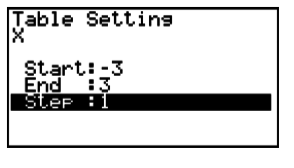 Table Setting
X
Start:-3
End :3
Step :1